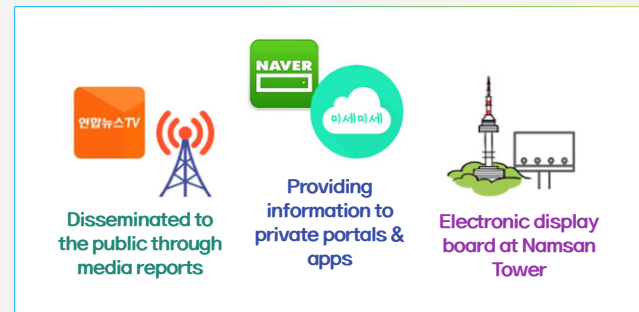 연합뉴스TV
Disseminated to
the public through
media reports
NAVER
미세미세
Providing
information to
private portals &
apps
Electronic display
board at Namsan
Tower